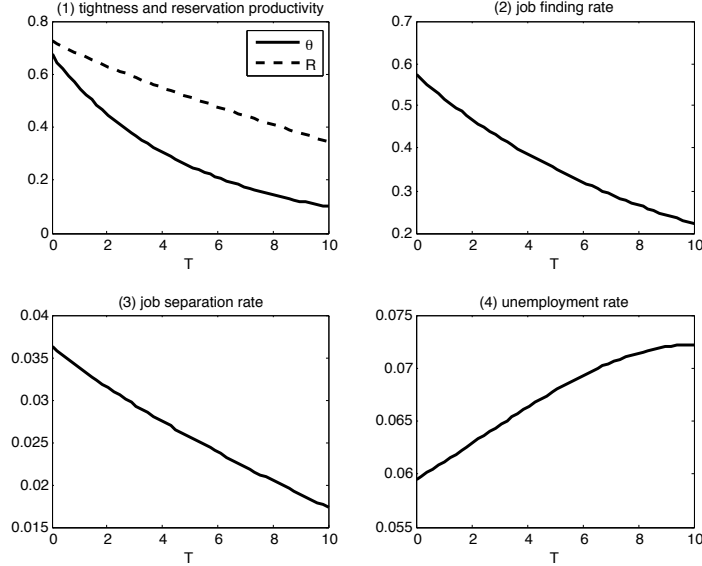 (1) tightness and reservation productivity
0.8
0.6
0.4
0.2
0
0 2 4 6 8 10
T
θ
R
(2) job finding rate
0.7
0.6
0.5
0.4
0.3
0.2
0 2 4 6 8 10
T
(3) job separation rate
0.04
0.035
0.03
0.025
0.02
0.015
0 2 4 6 8 10
T
(4) unemployment rate
0.075
0.07
0.065
0.06
0.055
0 2 4 6 8 10
T